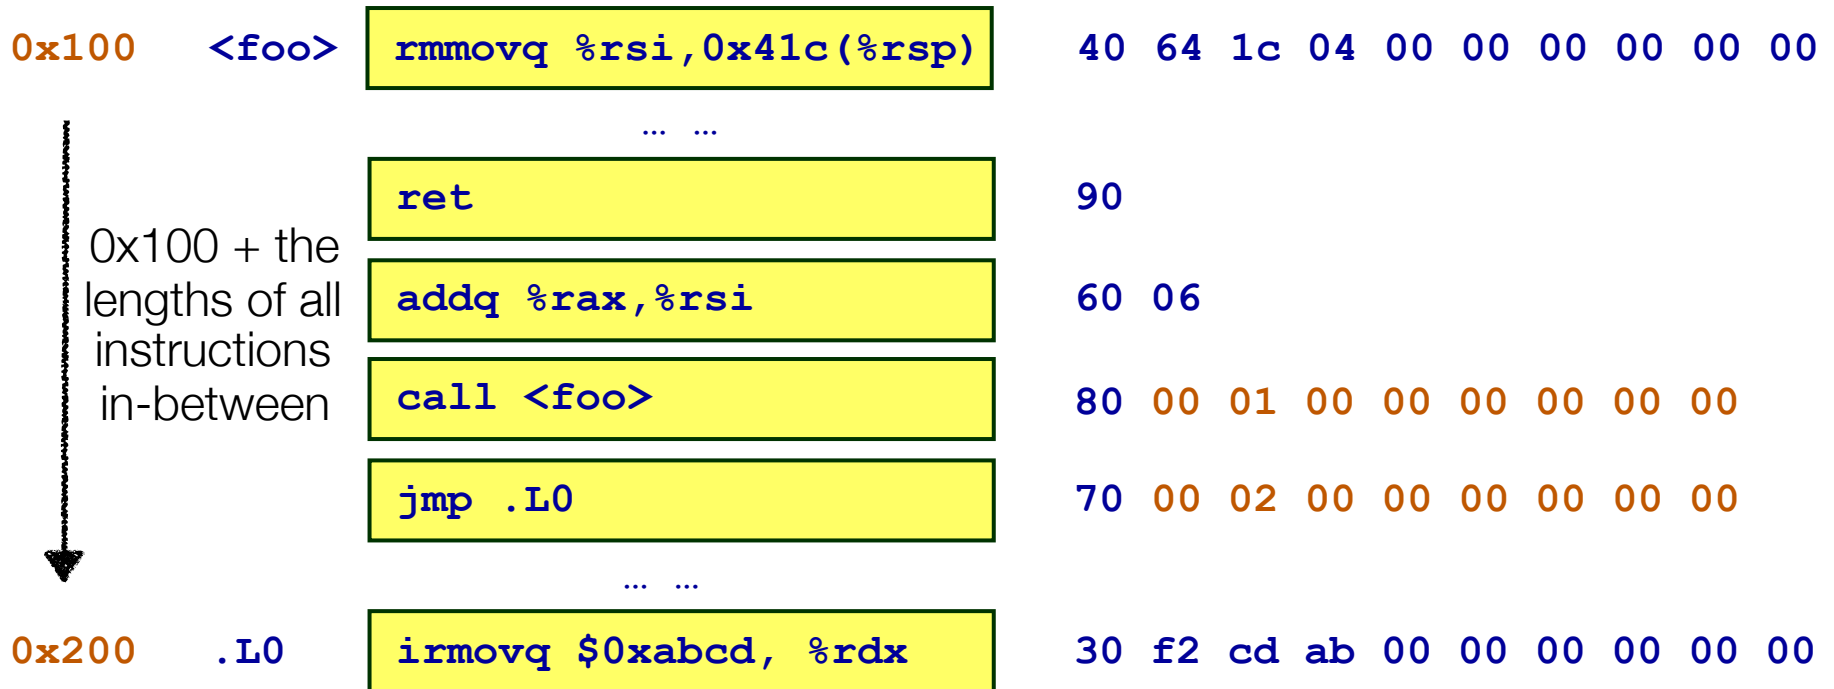 0x100 <foo> rmmovq %rsi,0x41c(%rsp) 40 64 1c 04 00 00 00 00 00 00
… …
ret 90
0x100 + the
lengths of all
instructions
in-between
addq %rax,%rsi 60 06
call <foo> 80 00 01 00 00 00 00 00 00
jmp .L0 70 00 02 00 00 00 00 00 00
… …
0x200 .L0 irmovq $0xabcd, %rdx 30 f2 cd ab 00 00 00 00 00 00